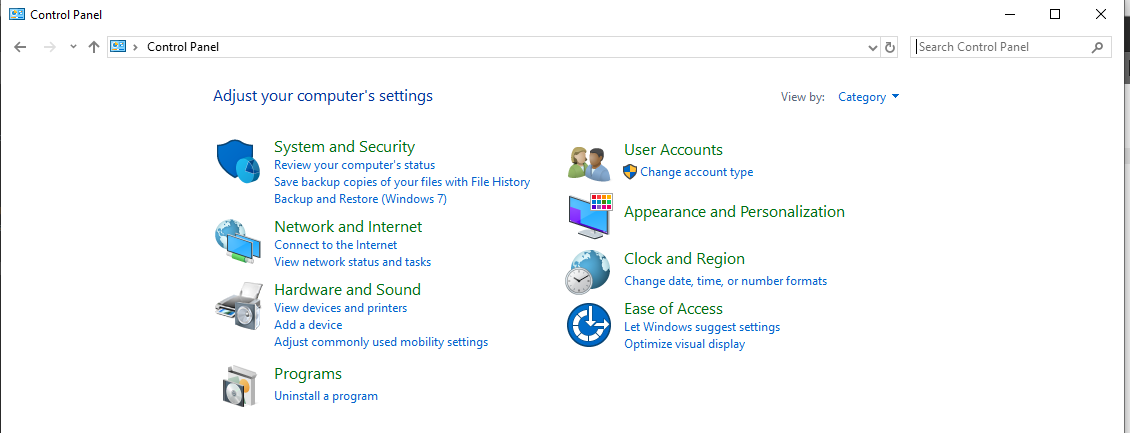 Control Panel
Control Panel
Search Control Panel
Adjust your computer's settings
View by: Category
System and Security
Review your computer's status
Save backup copies of your files with File History
Backup and Restore (Windows 7)
Network and Internet
Connect to the Internet
View network status and tasks
Hardware and Sound
View devices and printers
Add a device
Adjust commonly used mobility settings
Programs
Uninstall a program
User Accounts
Change account type
Appearance and Personalization
Clock and Region
Change date, time, or number formats
Ease of Access
Let Windows suggest settings
Optimize visual display